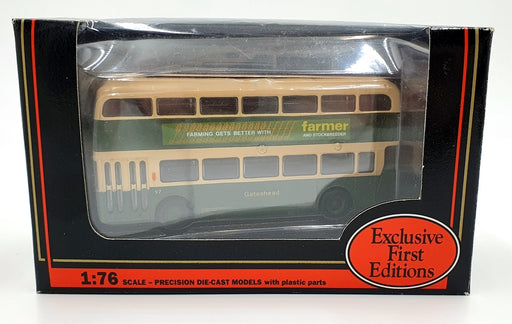 FARMING GETS BETTER WITH farmer
AND STOCKBREEDER
97 Gateshead
Exclusive
First
Editions
1:76 SCALE – PRECISION DIE-CAST MODELS with plastic parts